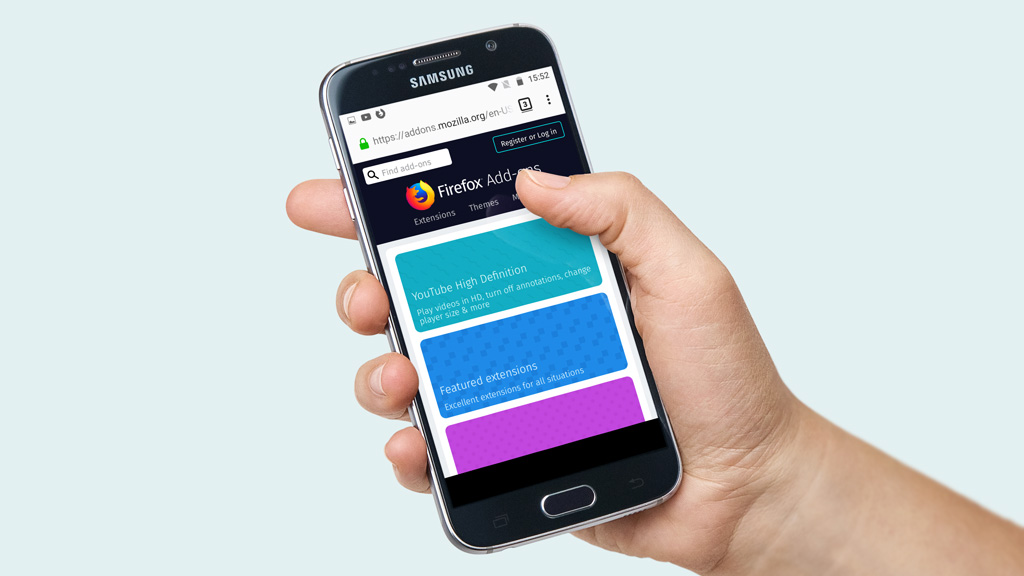 SAMSUNG
15:52
https://addons.mozilla.org/en-US
3
Register or Log in
Find add-ons
Firefox Add-ons
Extensions Themes
YouTube High Definition
Play videos in HD, turn off annotations, change
player size & more
Featured extensions
Excellent extensions for all situations